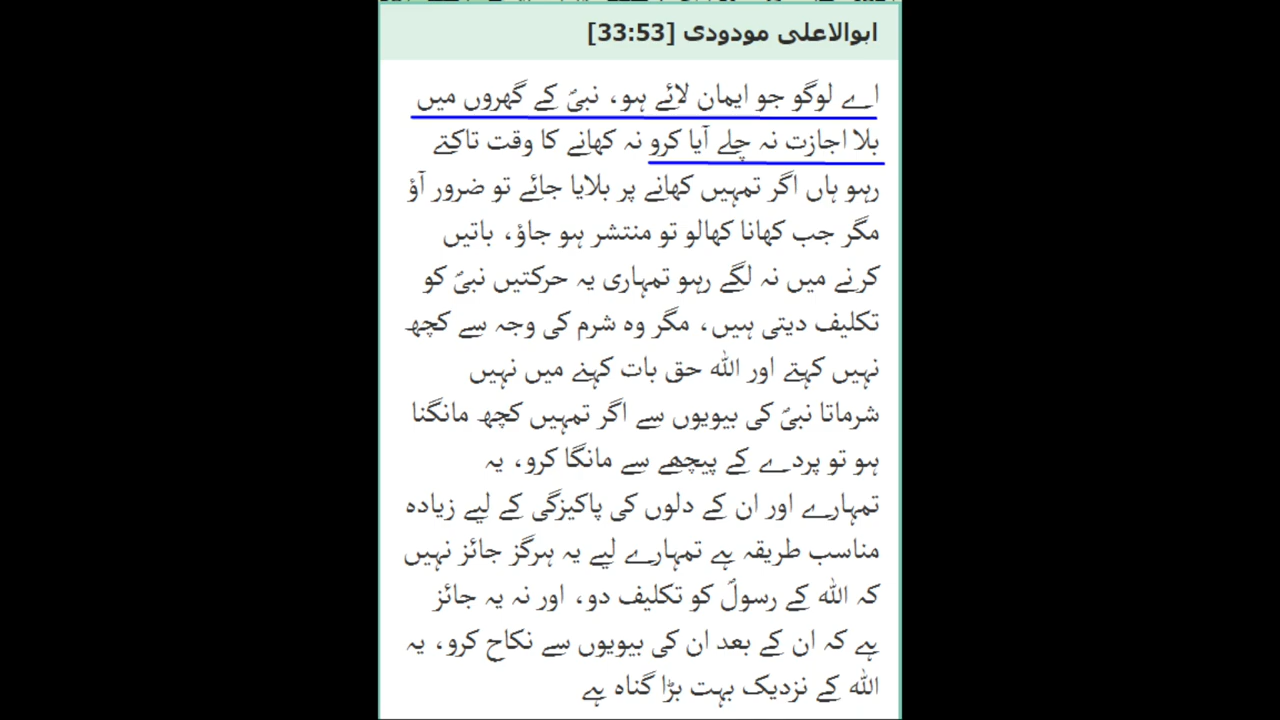 ابوالاعلی مودودی [33:53]
اے لوگو جو ایمان لائے ہو، نبیؐ کے گھروں میں
بلا اجازت نہ چلے آیا کرو نہ کھانے کا وقت تاکتے
رہو ہاں اگر تمہیں کھانے پر بلایا جائے تو ضرور آؤ
مگر جب کھانا کھالو تو منتشر ہو جاؤ، باتیں
کرنے میں نہ لگے رہو تمہاری یہ حرکتیں نبیؐ کو
تکلیف دیتی ہیں، مگر وہ شرم کی وجہ سے کچھ
نہیں کہتے اور اللہ حق بات کہنے میں نہیں
شرماتا نبیؐ کی بیویوں سے اگر تمہیں کچھ مانگنا
ہو تو پردے کے پیچھے سے مانگا کرو، یہ
تمہارے اور ان کے دلوں کی پاکیزگی کے لیے زیادہ
مناسب طریقہ ہے تمہارے لیے یہ ہرگز جائز نہیں
کہ اللہ کے رسولؐ کو تکلیف دو، اور نہ یہ جائز
ہے کہ ان کے بعد ان کی بیویوں سے نکاح کرو، یہ
اللہ کے نزدیک بہت بڑا گناہ ہے